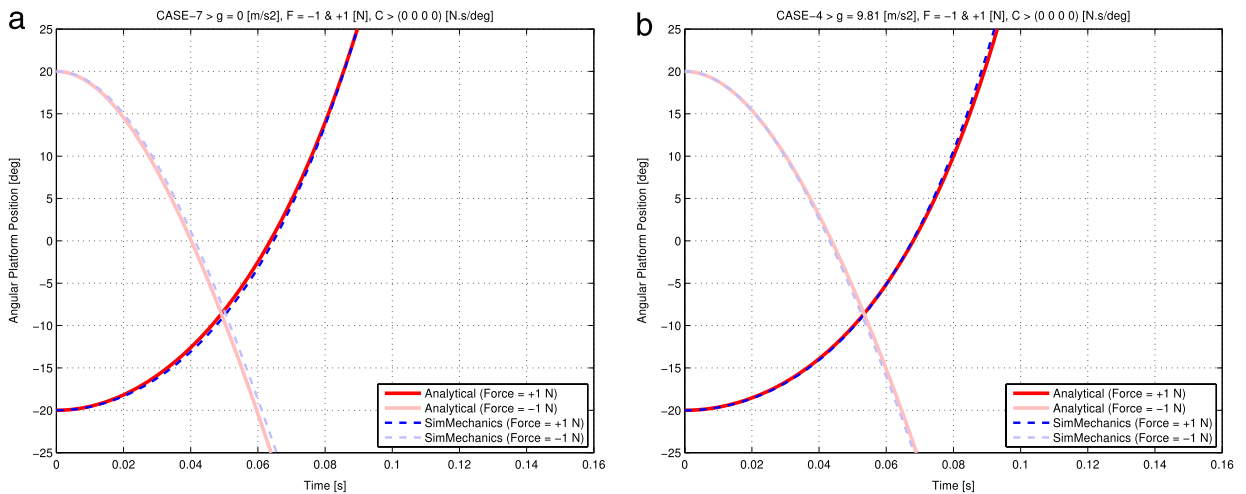 a
CASE−7 > g = 0 [m/s2], F = −1 & +1 [N], C > (0 0 0 0) [N.s/deg]
25
20
15
10
5
0
−5
−10
−15
−20
−25
Angular Platform Position [deg]
Analytical (Force = +1 N)
Analytical (Force = −1 N)
SimMechanics (Force = +1 N)
SimMechanics (Force = −1 N)
0 0.02 0.04 0.06 0.08 0.1 0.12 0.14 0.16
Time [s]
b
CASE−4 > g = 9.81 [m/s2], F = −1 & +1 [N], C > (0 0 0 0) [N.s/deg]
25
20
15
10
5
0
−5
−10
−15
−20
−25
Angular Platform Position [deg]
Analytical (Force = +1 N)
Analytical (Force = −1 N)
SimMechanics (Force = +1 N)
SimMechanics (Force = −1 N)
0 0.02 0.04 0.06 0.08 0.1 0.12 0.14 0.16
Time [s]